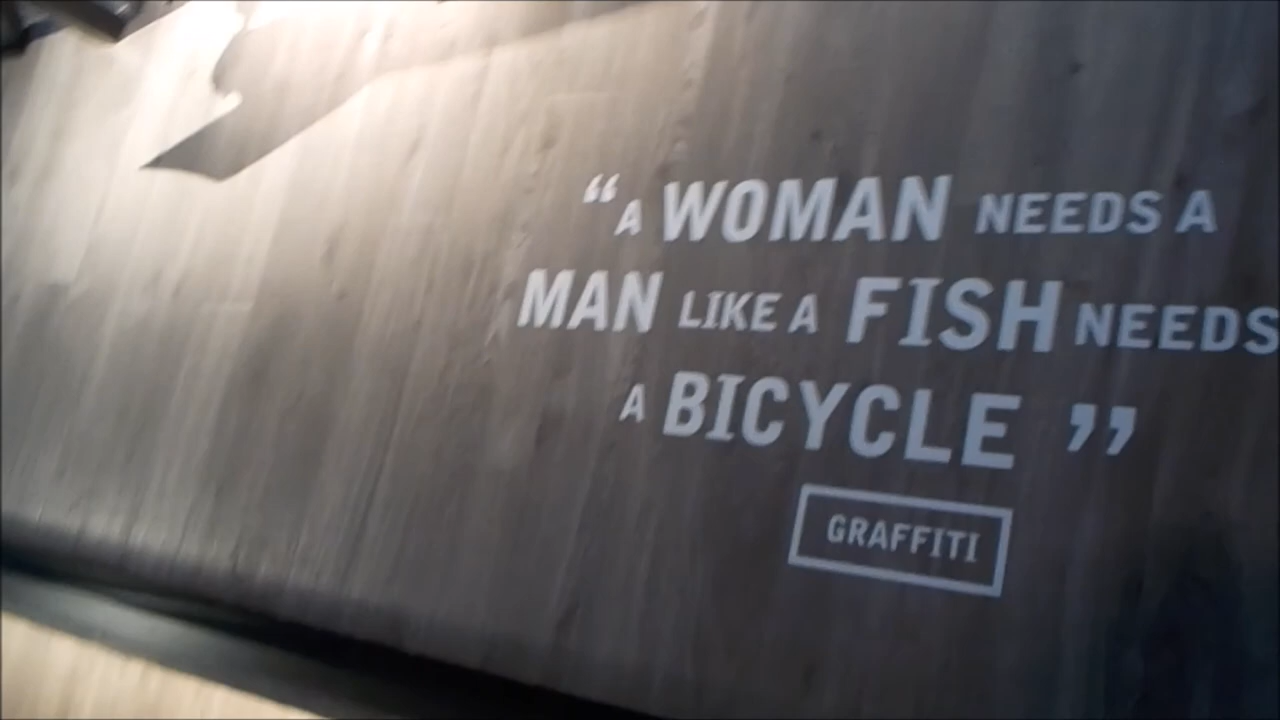 “A WOMAN NEEDS A
MAN LIKE A FISH NEEDS
A BICYCLE”
GRAFFITI